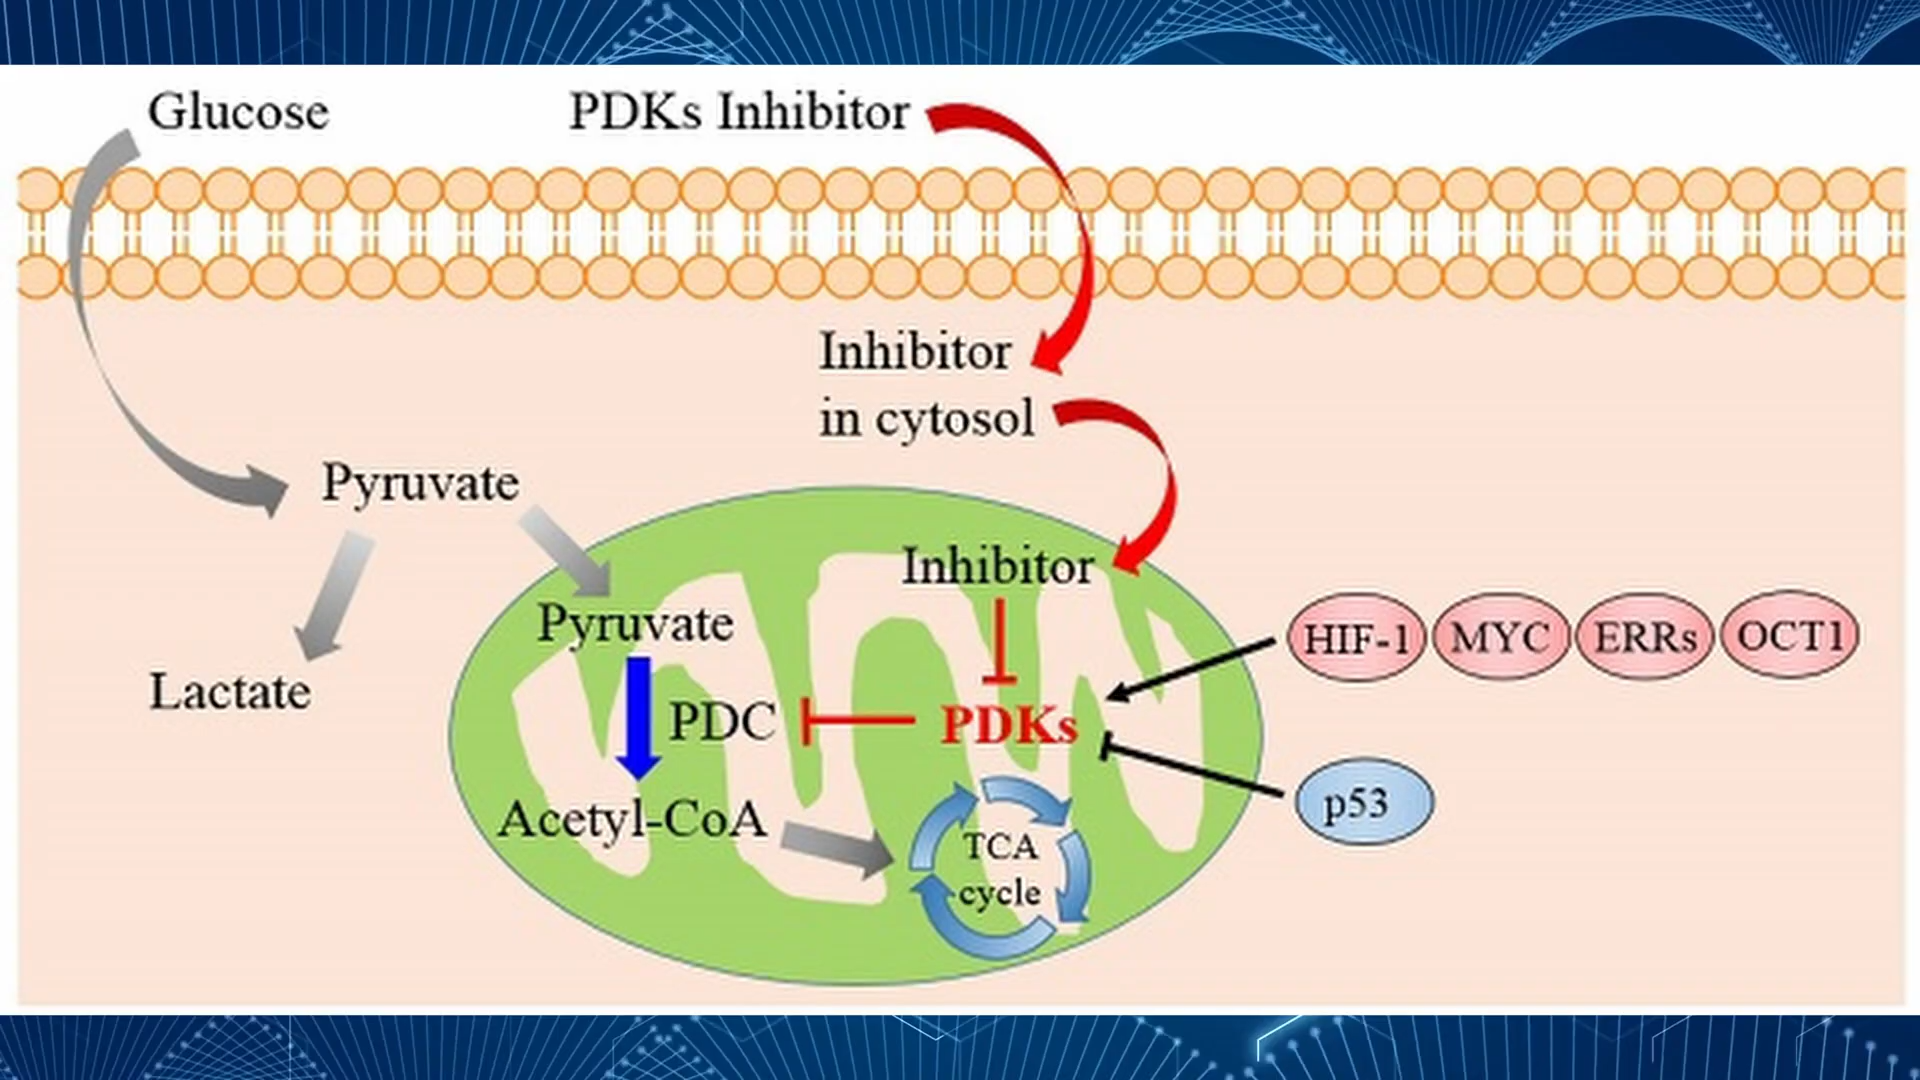 Glucose
PDKs Inhibitor
Inhibitor
in cytosol
Pyruvate
Inhibitor
Pyruvate
HIF-1
MYC
ERRs
OCT1
Lactate
PDC
PDKs
Acetyl-CoA
p53
TCA
cycle